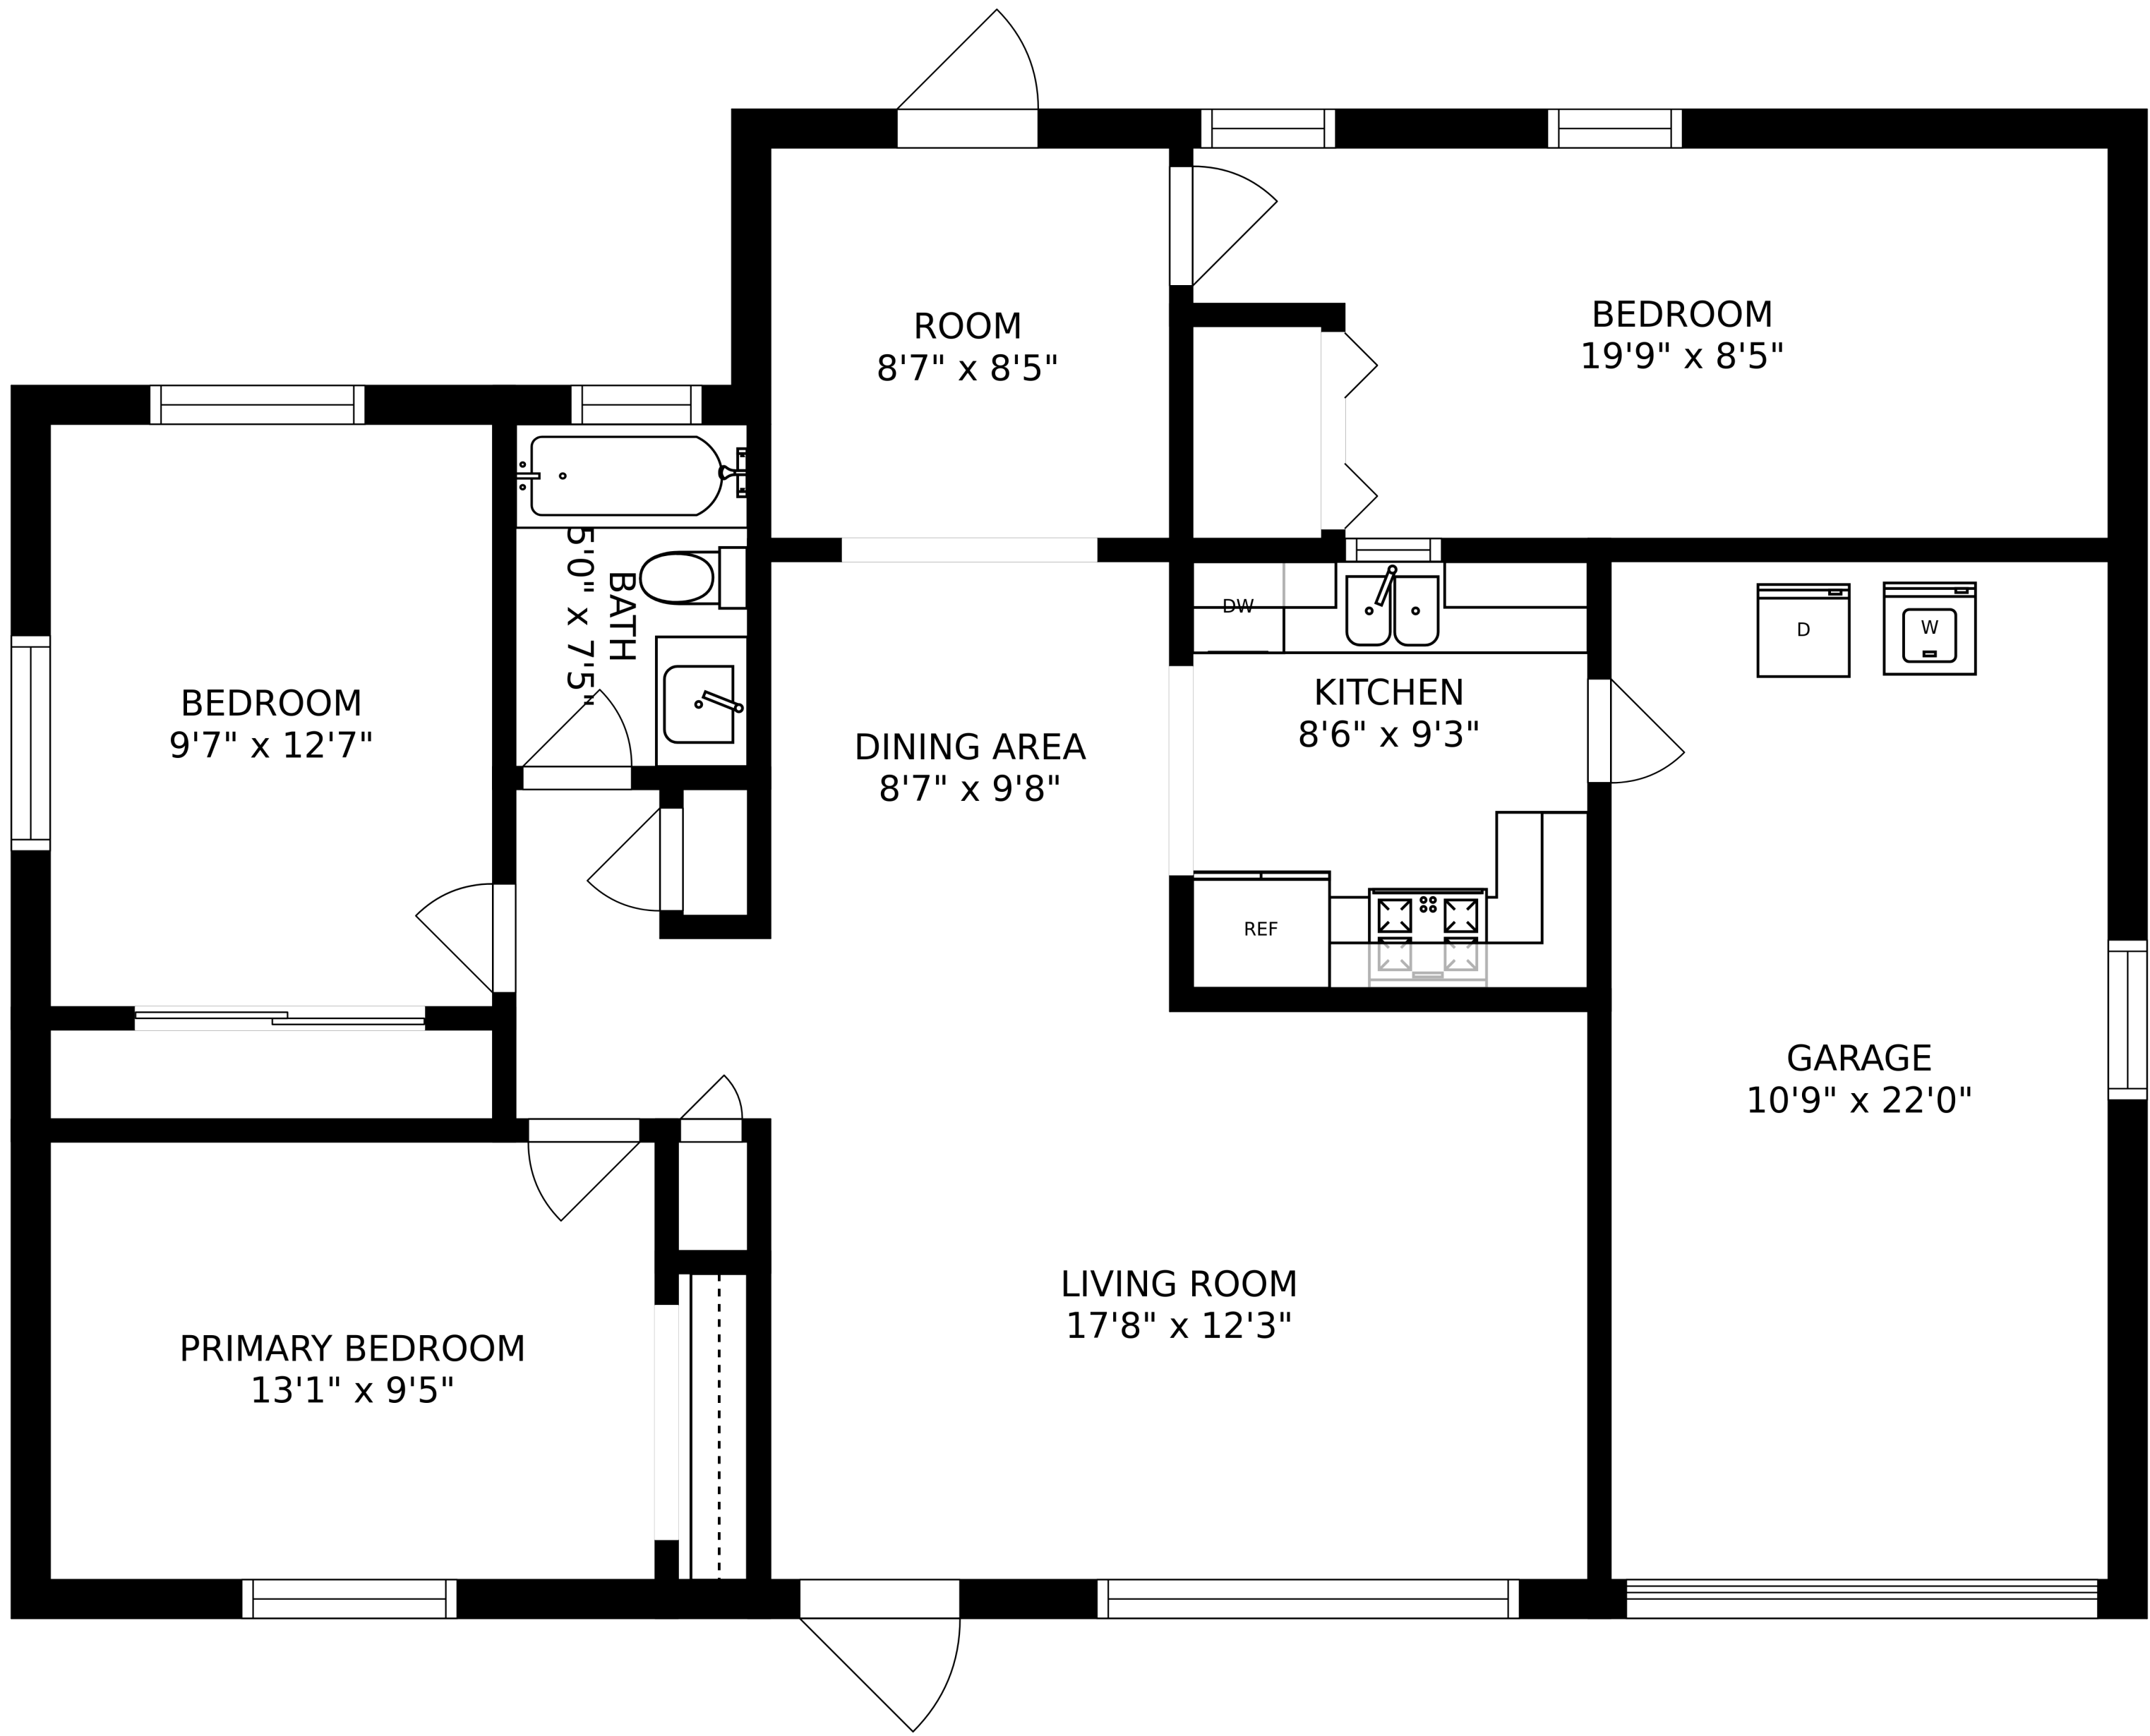 ROOM
8'7" x 8'5"
BEDROOM
19'9" x 8'5"
BATH
5'0" x 7'5"
DW
D
W
BEDROOM
9'7" x 12'7"
KITCHEN
8'6" x 9'3"
DINING AREA
8'7" x 9'8"
REF
GARAGE
10'9" x 22'0"
LIVING ROOM
17'8" x 12'3"
PRIMARY BEDROOM
13'1" x 9'5"